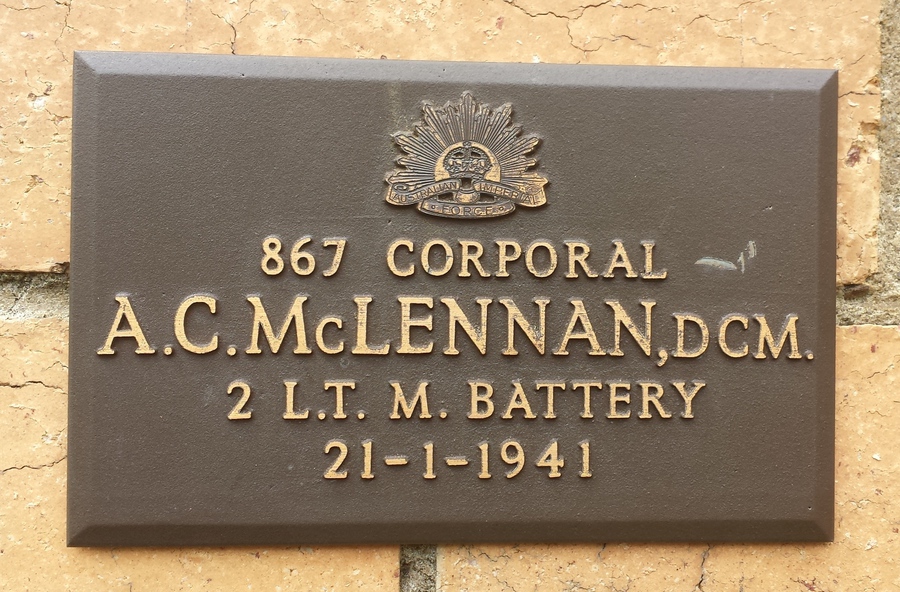 AUSTRALIAN IMPERIAL
FORCE
867 CORPORAL
A.C. McLENNAN, DCM.
2 L.T. M. BATTERY
21-1-1941